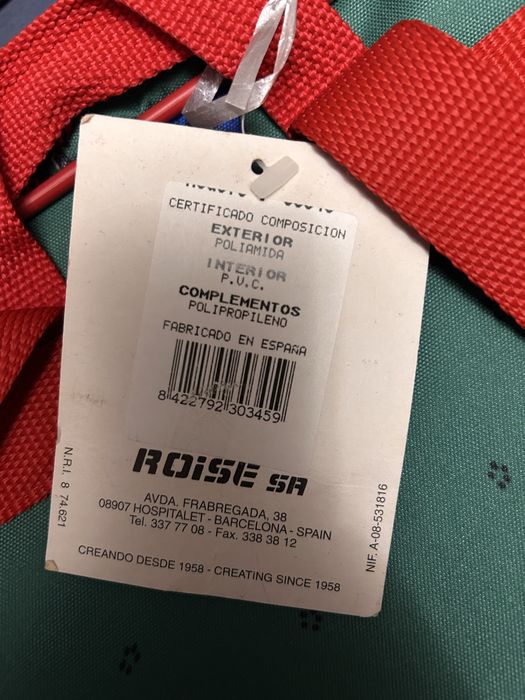 CERTIFICADO COMPOSICION
EXTERIOR
POLIAMIDA
INTERIOR
P.V.C.
COMPLEMENTOS
POLIPROPILENO
FABRICADO EN ESPAÑA
8 422792 303459
ROiSE SA
AVDA. FRABREGADA, 38
08907 HOSPITALET - BARCELONA - SPAIN
Tel. 337 77 08 - Fax. 338 38 12
CREANDO DESDE 1958 - CREATING SINCE 1958
N.R.I. 8 74.621
NIF. A-08-531816